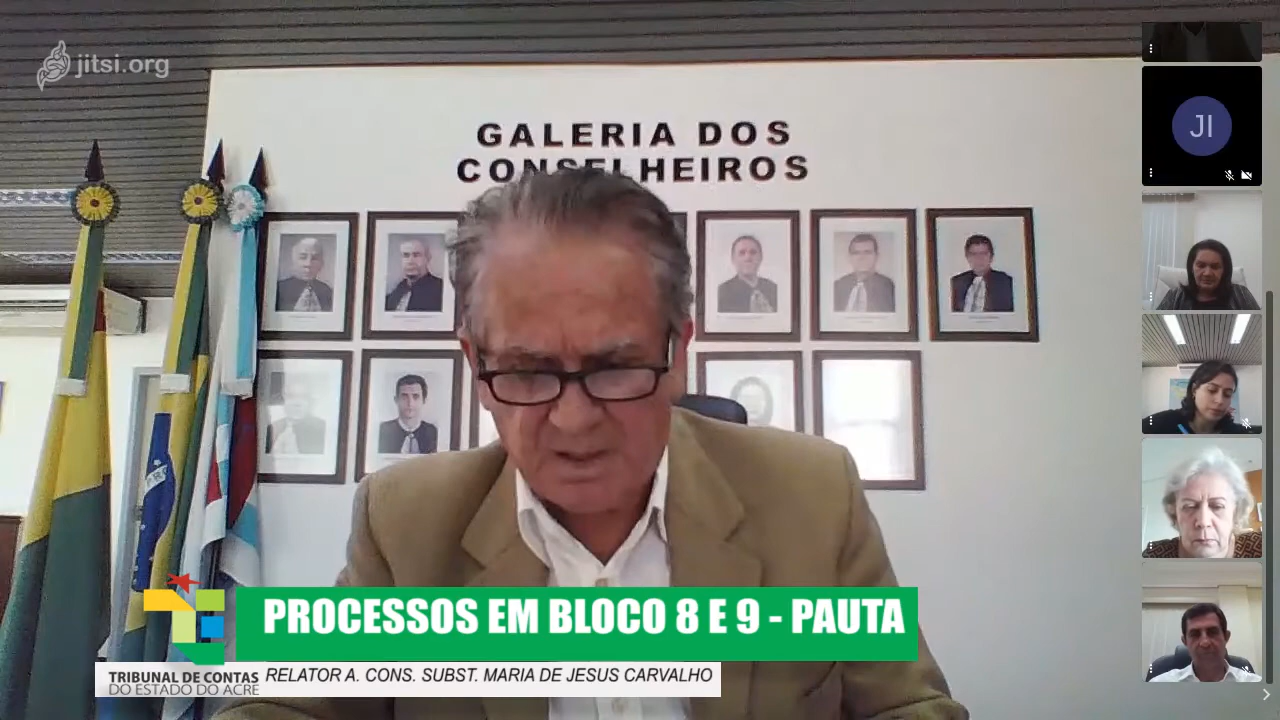 jitsi.org
GALERIA DOS
CONSELHEIROS
JI
PROCESSOS EM BLOCO 8 E 9 - PAUTA
RELATOR A. CONS. SUBST. MARIA DE JESUS CARVALHO
TRIBUNAL DE CONTAS
DO ESTADO DO ACRE